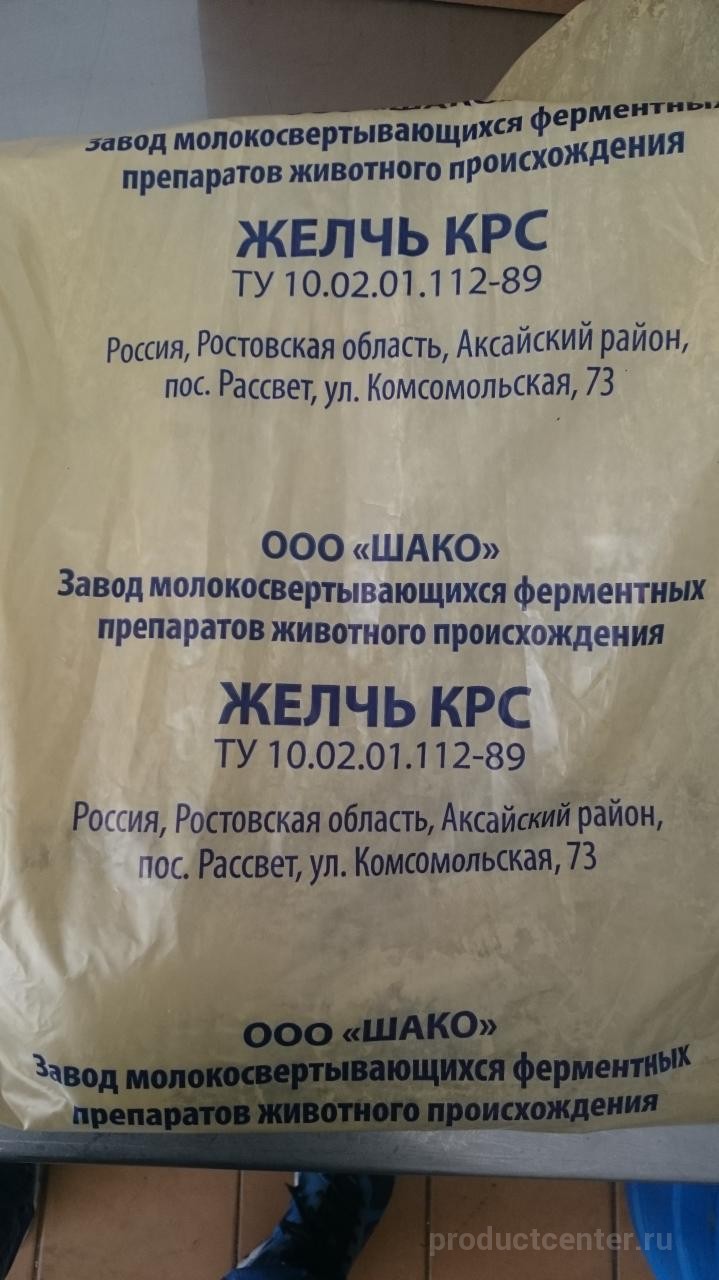 Завод молокосвертывающихся ферментных
препаратов животного происхождения
ЖЕЛЧЬ КРС
ТУ 10.02.01.112-89
Россия, Ростовская область, Аксайский район,
пос. Рассвет, ул. Комсомольская, 73
ООО «ШАКО»
Завод молокосвертывающихся ферментных
препаратов животного происхождения
ЖЕЛЧЬ КРС
ТУ 10.02.01.112-89
Россия, Ростовская область, Аксайский район,
пос. Рассвет, ул. Комсомольская, 73
ООО «ШАКО»
Завод молокосвертывающихся ферментных
препаратов животного происхождения
productcenter.ru